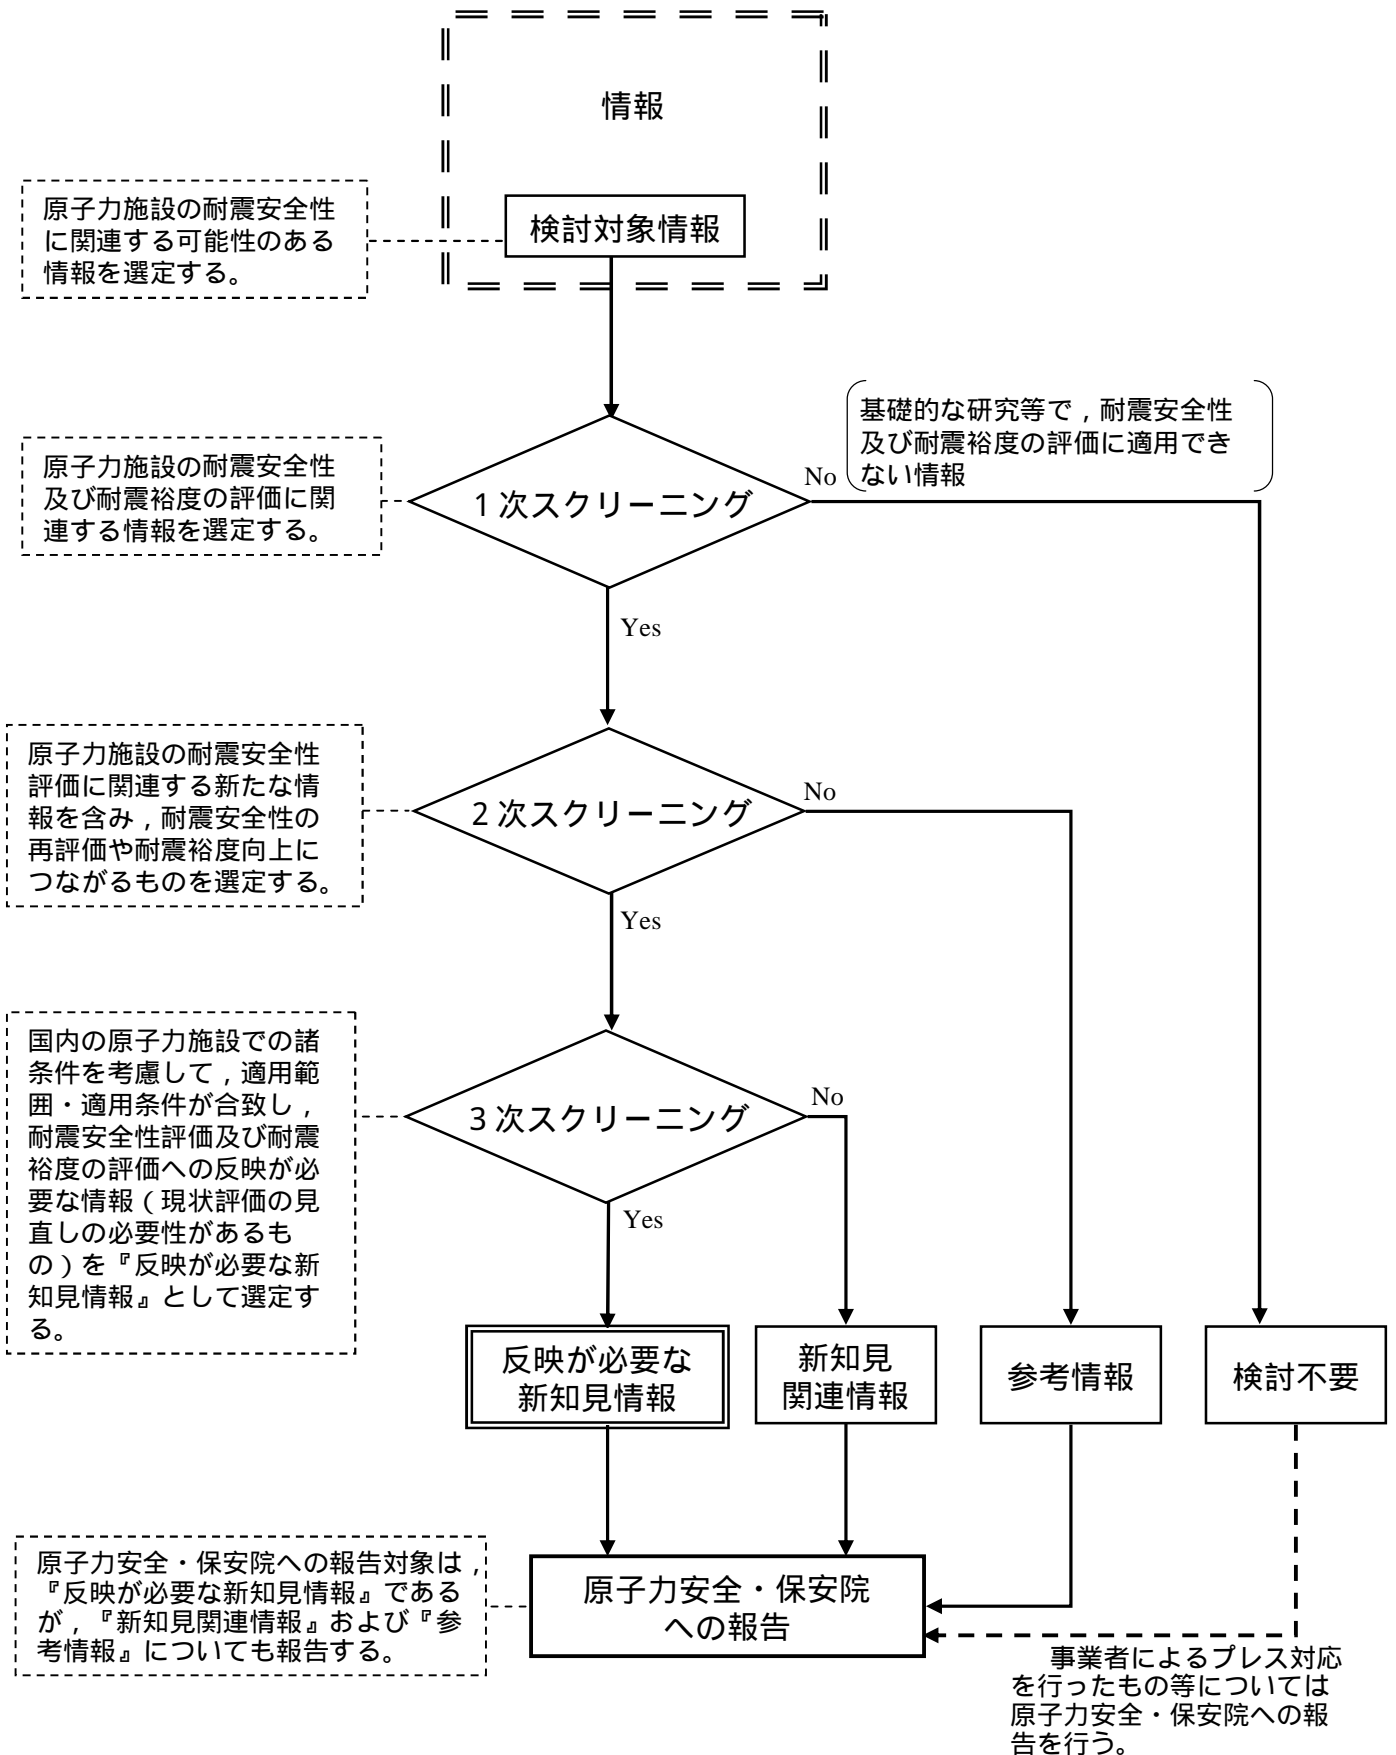 情報
検討対象情報
原子力施設の耐震安全性
に関連する可能性のある
情報を選定する。
基礎的な研究等で，耐震安全性
及び耐震裕度の評価に適用でき
ない情報
原子力施設の耐震安全性
及び耐震裕度の評価に関
連する情報を選定する。
1次スクリーニング
No
Yes
原子力施設の耐震安全性
評価に関連する新たな情
報を含み，耐震安全性の
再評価や耐震裕度向上に
つながるものを選定する。
2次スクリーニング
No
Yes
国内の原子力施設での諸
条件を考慮して，適用範
囲・適用条件が合致し，
耐震安全性評価及び耐震
裕度の評価への反映が必
要な情報（現状評価の見
直しの必要性があるも
の）を『反映が必要な新
知見情報』として選定す
る。
3次スクリーニング
No
Yes
反映が必要な
新知見情報
新知見
関連情報
参考情報
検討不要
原子力安全・保安院への報告対象は，
『反映が必要な新知見情報』である
が，『新知見関連情報』および『参
考情報』についても報告する。
原子力安全・保安院
への報告
事業者によるプレス対応
を行ったもの等については
原子力安全・保安院への報
告を行う。